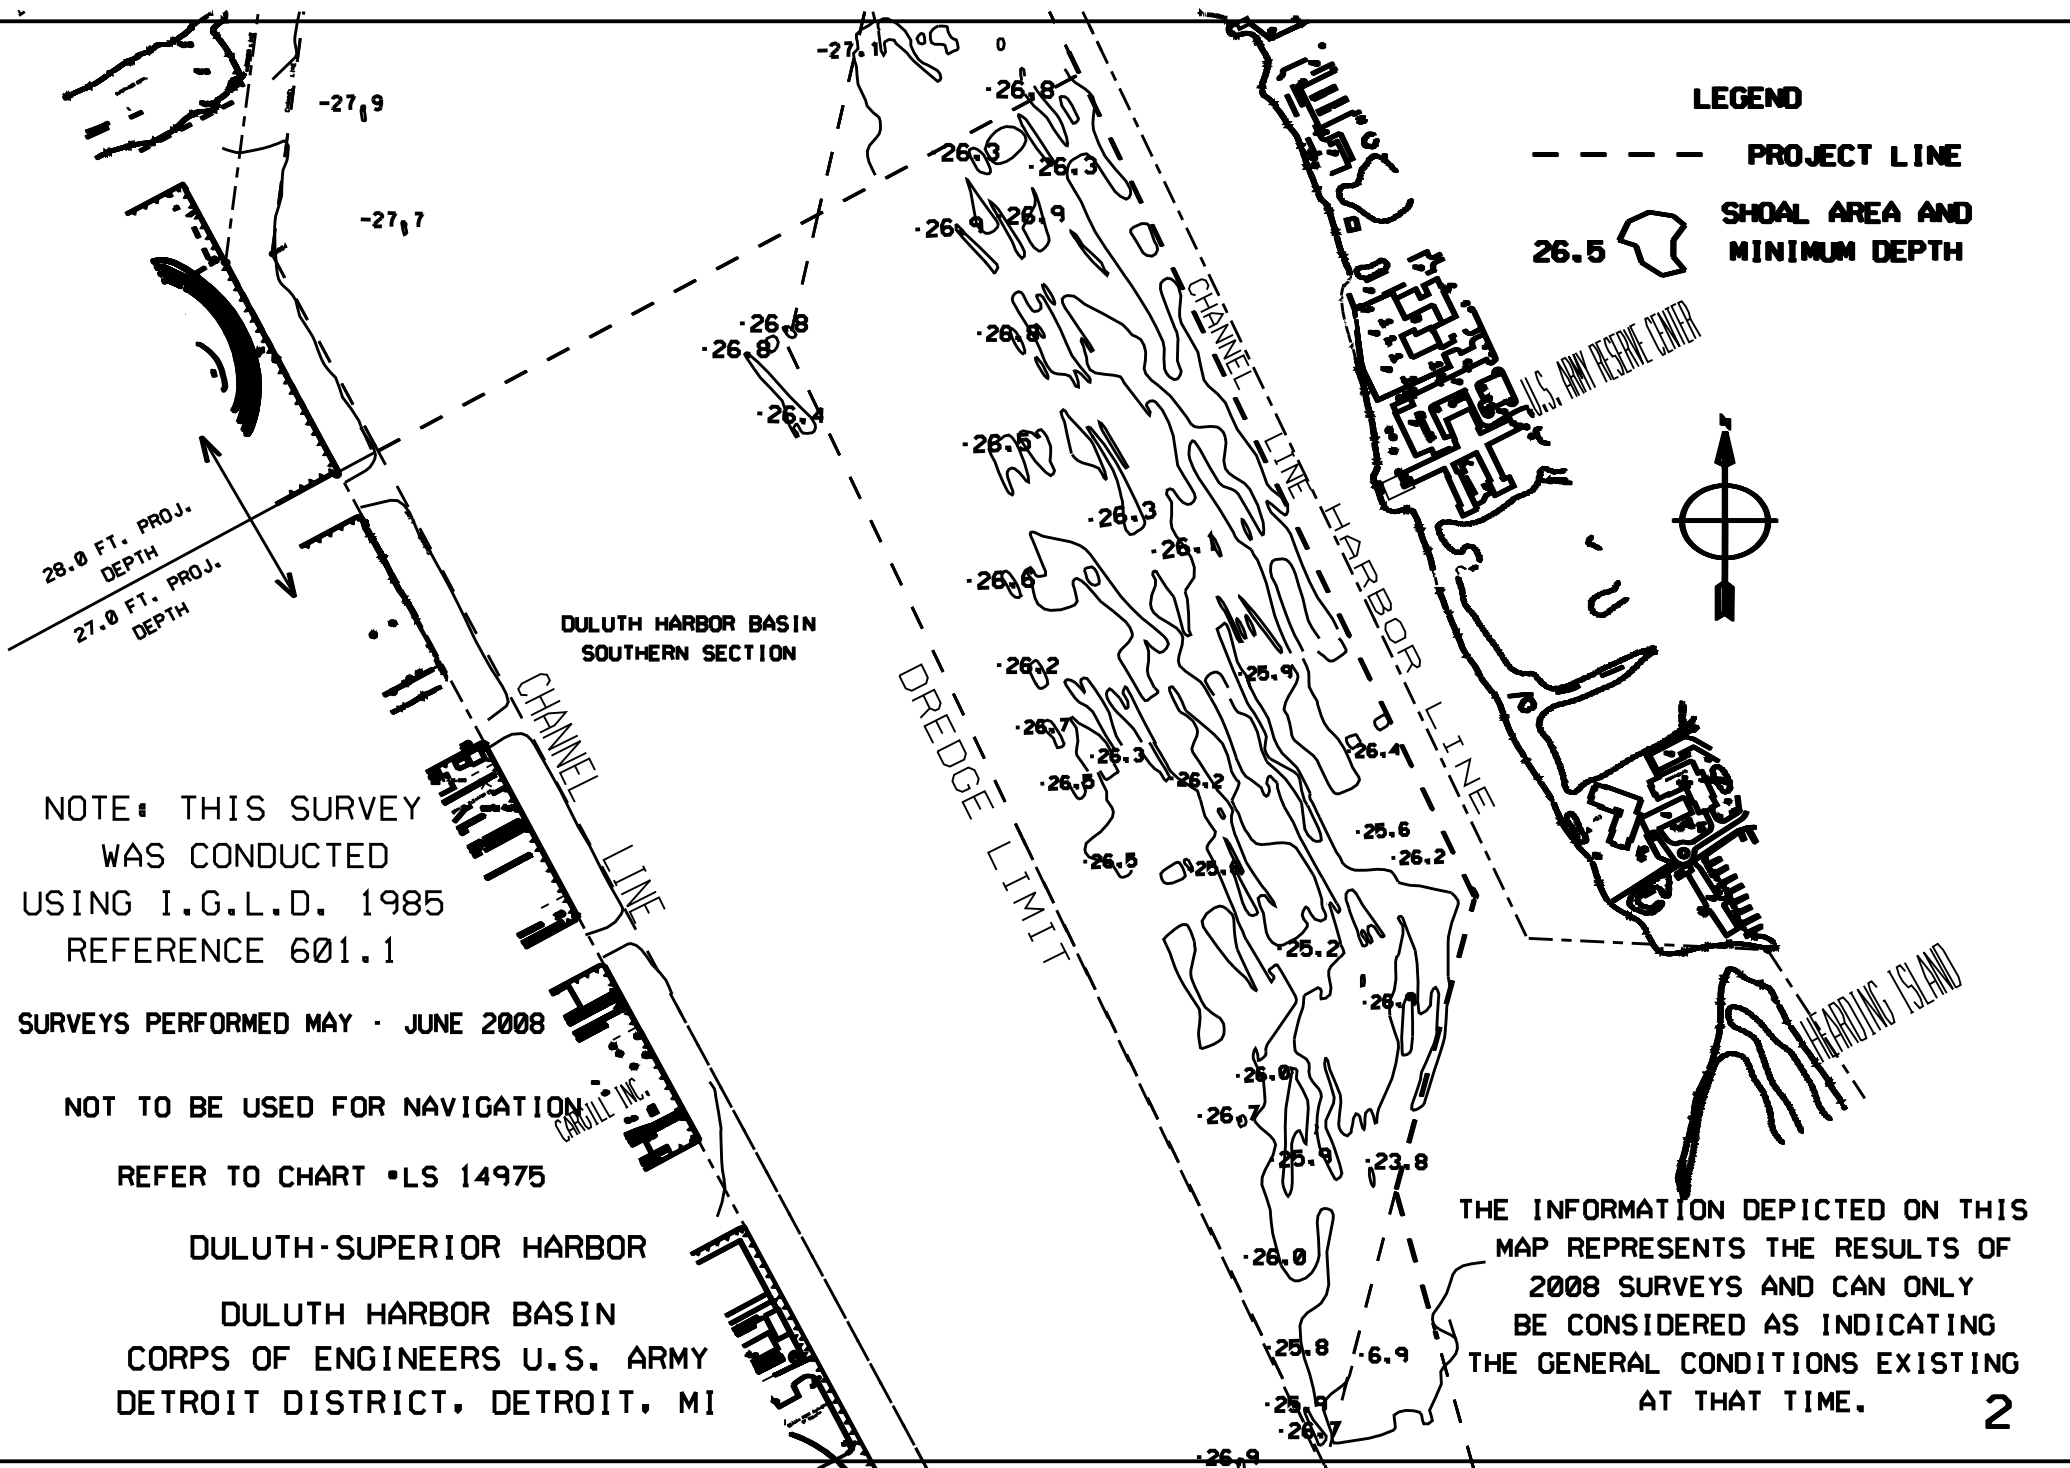 LEGEND
PROJECT LINE
SHOAL AREA AND
MINIMUM DEPTH
26.5
-27.9
-27.7
-27.1
-26.8
-26.3
-26.3
-26.9
-26.9
-26.8
-26.8
-26.8
-26.4
-26.5
-26.3
-26.1
-26.6
-26.2
-25.9
-26.7
-26.3
-26.4
-26.5
-26.2
-25.6
-26.2
-26.5
-25.2
-26.0
-26.7
-25.9
-23.8
-26.0
-25.8
-6.9
-25.9
-26.7
-26.9
CHANNEL LINE
HARBOR LINE
U.S. ARMY RESERVE CENTER
28.0 FT. PROJ.
DEPTH
27.0 FT. PROJ.
DEPTH
DULUTH HARBOR BASIN
SOUTHERN SECTION
CHANNEL LINE
DREDGE LIMIT
HEARDING ISLAND
CARGILL INC.
NOTE: THIS SURVEY
WAS CONDUCTED
USING I.G.L.D. 1985
REFERENCE 601.1
SURVEYS PERFORMED MAY - JUNE 2008
NOT TO BE USED FOR NAVIGATION
REFER TO CHART •LS 14975
DULUTH-SUPERIOR HARBOR
DULUTH HARBOR BASIN
CORPS OF ENGINEERS U.S. ARMY
DETROIT DISTRICT, DETROIT, MI
THE INFORMATION DEPICTED ON THIS
MAP REPRESENTS THE RESULTS OF
2008 SURVEYS AND CAN ONLY
BE CONSIDERED AS INDICATING
THE GENERAL CONDITIONS EXISTING
AT THAT TIME.
2